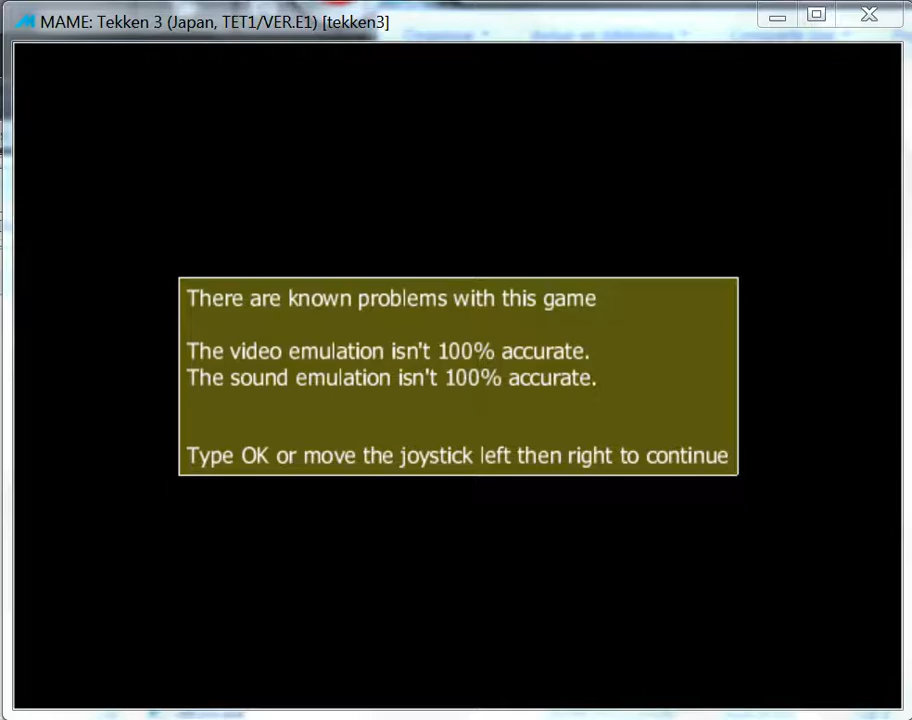 MAME: Tekken 3 (Japan, TET1/VER.E1) [tekken3]
There are known problems with this game
The video emulation isn't 100% accurate.
The sound emulation isn't 100% accurate.
Type OK or move the joystick left then right to continue